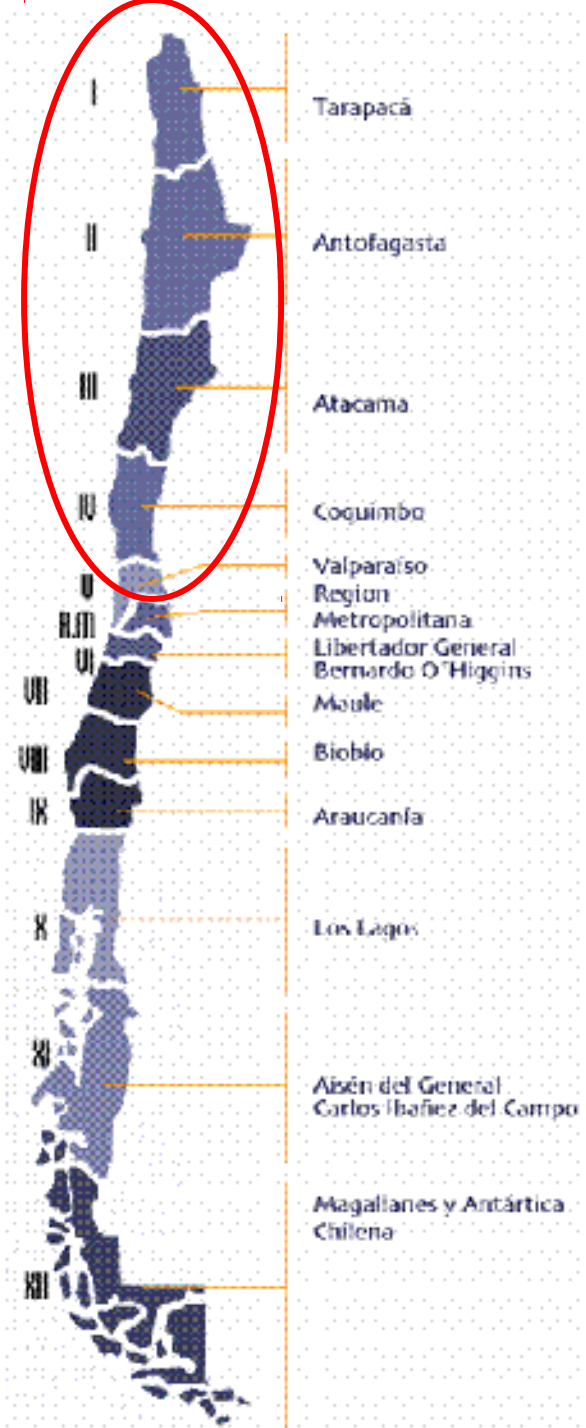 I
Tarapacá
II
Antofagasta
III
Atacama
IV
Coquimbo
V
Valparaíso
Region
R.M
Metropolitana
VI
Libertador General
Bernardo O'Higgins
VII
Maule
VIII
Biobio
IX
Araucanía
X
Los Lagos
XI
Aisén del General
Carlos Ibañez del Campo
Magallanes y Antártica
Chilena
XII